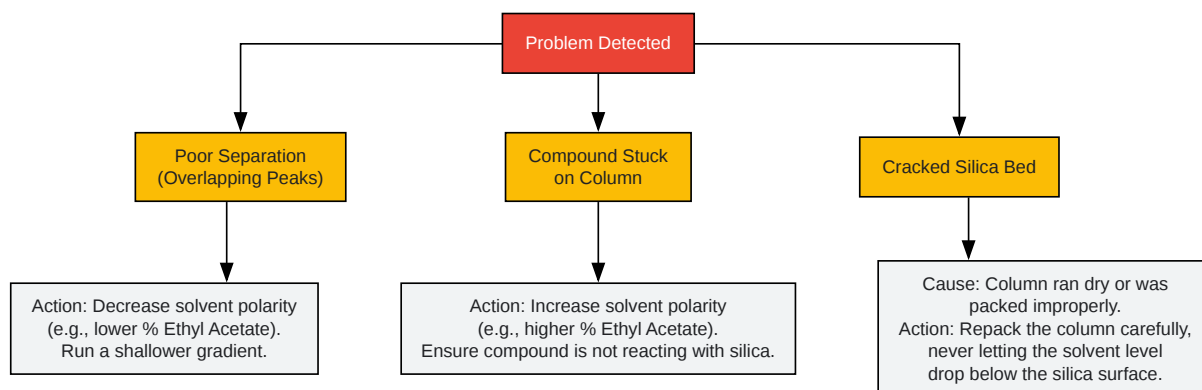 Problem Detected
Poor Separation
(Overlapping Peaks)
Compound Stuck
on Column
Cracked Silica Bed
Action: Decrease solvent polarity
(e.g., lower % Ethyl Acetate).
Run a shallower gradient.
Action: Increase solvent polarity
(e.g., higher % Ethyl Acetate).
Ensure compound is not reacting with silica.
Cause: Column ran dry or was
packed improperly.
Action: Repack the column carefully,
never letting the solvent level
drop below the silica surface.